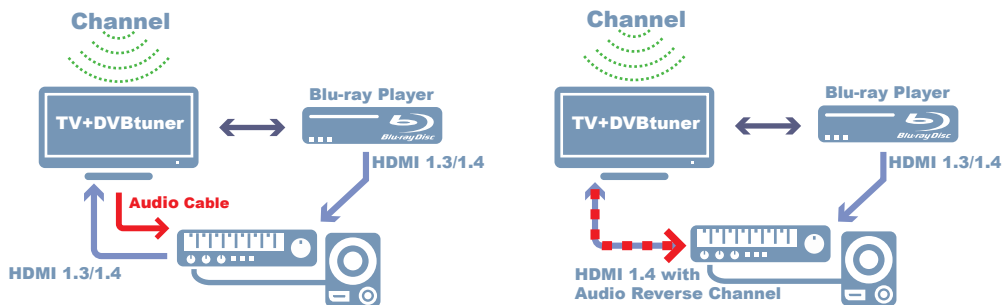 Channel
Blu-ray Player
TV+DVBtuner
Blu-ray Disc
HDMI 1.3/1.4
Audio Cable
HDMI 1.3/1.4
Channel
Blu-ray Player
TV+DVBtuner
Blu-ray Disc
HDMI 1.3/1.4
HDMI 1.4 with
Audio Reverse Channel